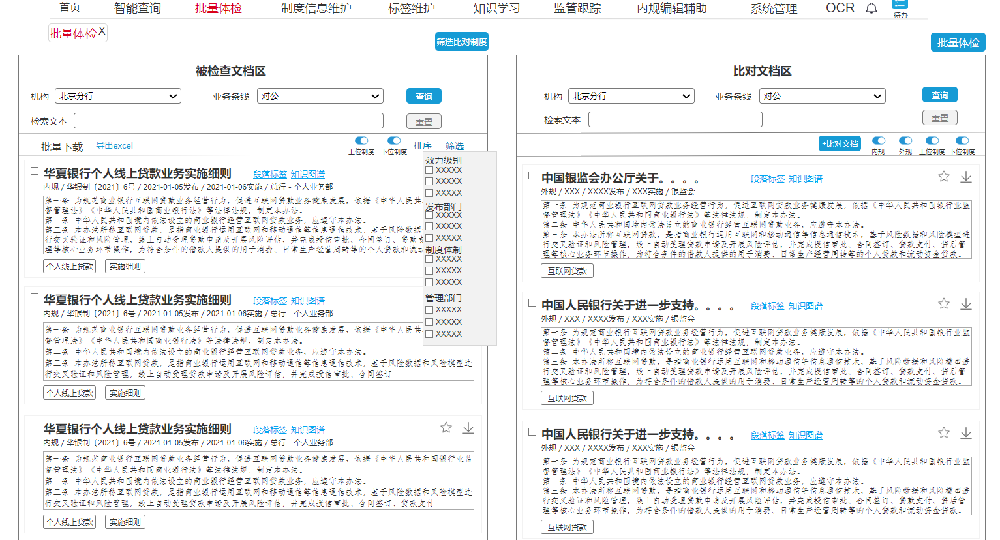 首页 智能查询 批量体检 制度信息维护 标签维护 知识学习 监管跟踪 内规编辑辅助 系统管理 OCR 待办
批量体检X
筛选比对制度
批量体检
被检查文档区
机构 北京分行 业务条线 对公 查询
检索文本 重置
批量下载 导出excel 上位制度 下位制度 排序 筛选
效力级别
XXXXX
XXXXX
XXXXX
发布部门
XXXXX
XXXXX
XXXXX
制度体制
XXXXX
XXXXX
XXXXX
管理部门
XXXXX
XXXXX
XXXXX
华夏银行个人线上贷款业务实施细则 段落标签 知识图谱
内规 / 华银制〔2021〕6号 / 2021-01-05发布 / 2021-01-06实施 / 总行 - 个人业务部
第一条 为规范商业银行互联网贷款业务经营行为，促进互联网贷款业务健康发展，依据《中华人民共
督管理法》《中华人民共和国商业银行法》等法律法规，制定本办法。
第二条 中华人民共和国境内依法设立的商业银行经营互联网贷款业务，应遵守本办法。
第三条 本办法所称互联网贷款，是指商业银行运用互联网和移动通信等信息通信技术，基于风险数据
行交叉验证和风险管理，线上自动受理贷款申请及开展风险评估，并完成授信审批、合同签订、贷款支
理等核心业务环节操作，为符合条件的借款人提供的用于消费、日常生产经营周转等的个人贷款和流动
个人线上贷款 实施细则
华夏银行个人线上贷款业务实施细则 段落标签 知识图谱
内规 / 华银制〔2021〕6号 / 2021-01-05发布 / 2021-01-06实施 / 总行 - 个人业务部
第一条 为规范商业银行互联网贷款业务经营行为，促进互联网贷款业务健康发展，依据《中华人民共
督管理法》《中华人民共和国商业银行法》等法律法规，制定本办法。
第二条 中华人民共和国境内依法设立的商业银行经营互联网贷款业务，应遵守本办法。
第三条 本办法所称互联网贷款，是指商业银行运用互联网和移动通信等信息通信技术，基于风险数据和风险模型进
行交叉验证和风险管理，线上自动受理贷款申请及开展风险评估，并完成授信审批、合同签订
个人线上贷款 实施细则
华夏银行个人线上贷款业务实施细则 段落标签 知识图谱
内规 / 华银制〔2021〕6号 / 2021-01-05发布 / 2021-01-06实施 / 总行 - 个人业务部
第一条 为规范商业银行互联网贷款业务经营行为，促进互联网贷款业务健康发展，依据《中华人民共和国银行业监
督管理法》《中华人民共和国商业银行法》等法律法规，制定本办法。
第二条 中华人民共和国境内依法设立的商业银行经营互联网贷款业务，应遵守本办法。
第三条 本办法所称互联网贷款，是指商业银行运用互联网和移动通信等信息通信技术，基于风险数据和风险模型进
行交叉验证和风险管理，线上自动受理贷款申请及开展风险评估，并完成授信审批、合同签订、贷款支付
个人线上贷款 实施细则
比对文档区
机构 北京分行 业务条线 对公 查询
检索文本 重置
+比对文档 内规 外规 上位制度 下位制度
中国银监会办公厅关于。。。。 段落标签 知识图谱
外规 / XXX / XXXX发布 / XXX实施 / 银监会
第一条 为规范商业银行互联网贷款业务经营行为，促进互联网贷款业务健康发展，依据《中华人民共和国银行业监
督管理法》《中华人民共和国商业银行法》等法律法规，制定本办法。
第二条 中华人民共和国境内依法设立的商业银行经营互联网贷款业务，应遵守本办法。
第三条 本办法所称互联网贷款，是指商业银行运用互联网和移动通信等信息通信技术，基于风险数据和风险模型进
行交叉验证和风险管理，线上自动受理贷款申请及开展风险评估，并完成授信审批、合同签订、贷款支付、贷后管
理等核心业务环节操作，为符合条件的借款人提供的用于消费、日常生产经营周转等的个人贷款和流动资金贷款。
互联网贷款
中国人民银行关于进一步支持。。。。 段落标签 知识图谱
外规 / XXX / XXXX发布 / XXX实施 / 银监会
第一条 为规范商业银行互联网贷款业务经营行为，促进互联网贷款业务健康发展，依据《中华人民共和国银行业监
督管理法》《中华人民共和国商业银行法》等法律法规，制定本办法。
第二条 中华人民共和国境内依法设立的商业银行经营互联网贷款业务，应遵守本办法。
第三条 本办法所称互联网贷款，是指商业银行运用互联网和移动通信等信息通信技术，基于风险数据和风险模型进
行交叉验证和风险管理，线上自动受理贷款申请及开展风险评估，并完成授信审批、合同签订、贷款支付、贷后管
理等核心业务环节操作，为符合条件的借款人提供的用于消费、日常生产经营周转等的个人贷款和流动资金贷款。
互联网贷款
中国人民银行关于进一步支持。。。。 段落标签 知识图谱
外规 / XXX / XXXX发布 / XXX实施 / 银监会
第一条 为规范商业银行互联网贷款业务经营行为，促进互联网贷款业务健康发展，依据《中华人民共和国银行业监
督管理法》《中华人民共和国商业银行法》等法律法规，制定本办法。
第二条 中华人民共和国境内依法设立的商业银行经营互联网贷款业务，应遵守本办法。
第三条 本办法所称互联网贷款，是指商业银行运用互联网和移动通信等信息通信技术，基于风险数据和风险模型进
行交叉验证和风险管理，线上自动受理贷款申请及开展风险评估，并完成授信审批、合同签订、贷款支付、贷后管
理等核心业务环节操作，为符合条件的借款人提供的用于消费、日常生产经营周转等的个人贷款和流动资金贷款。
互联网贷款